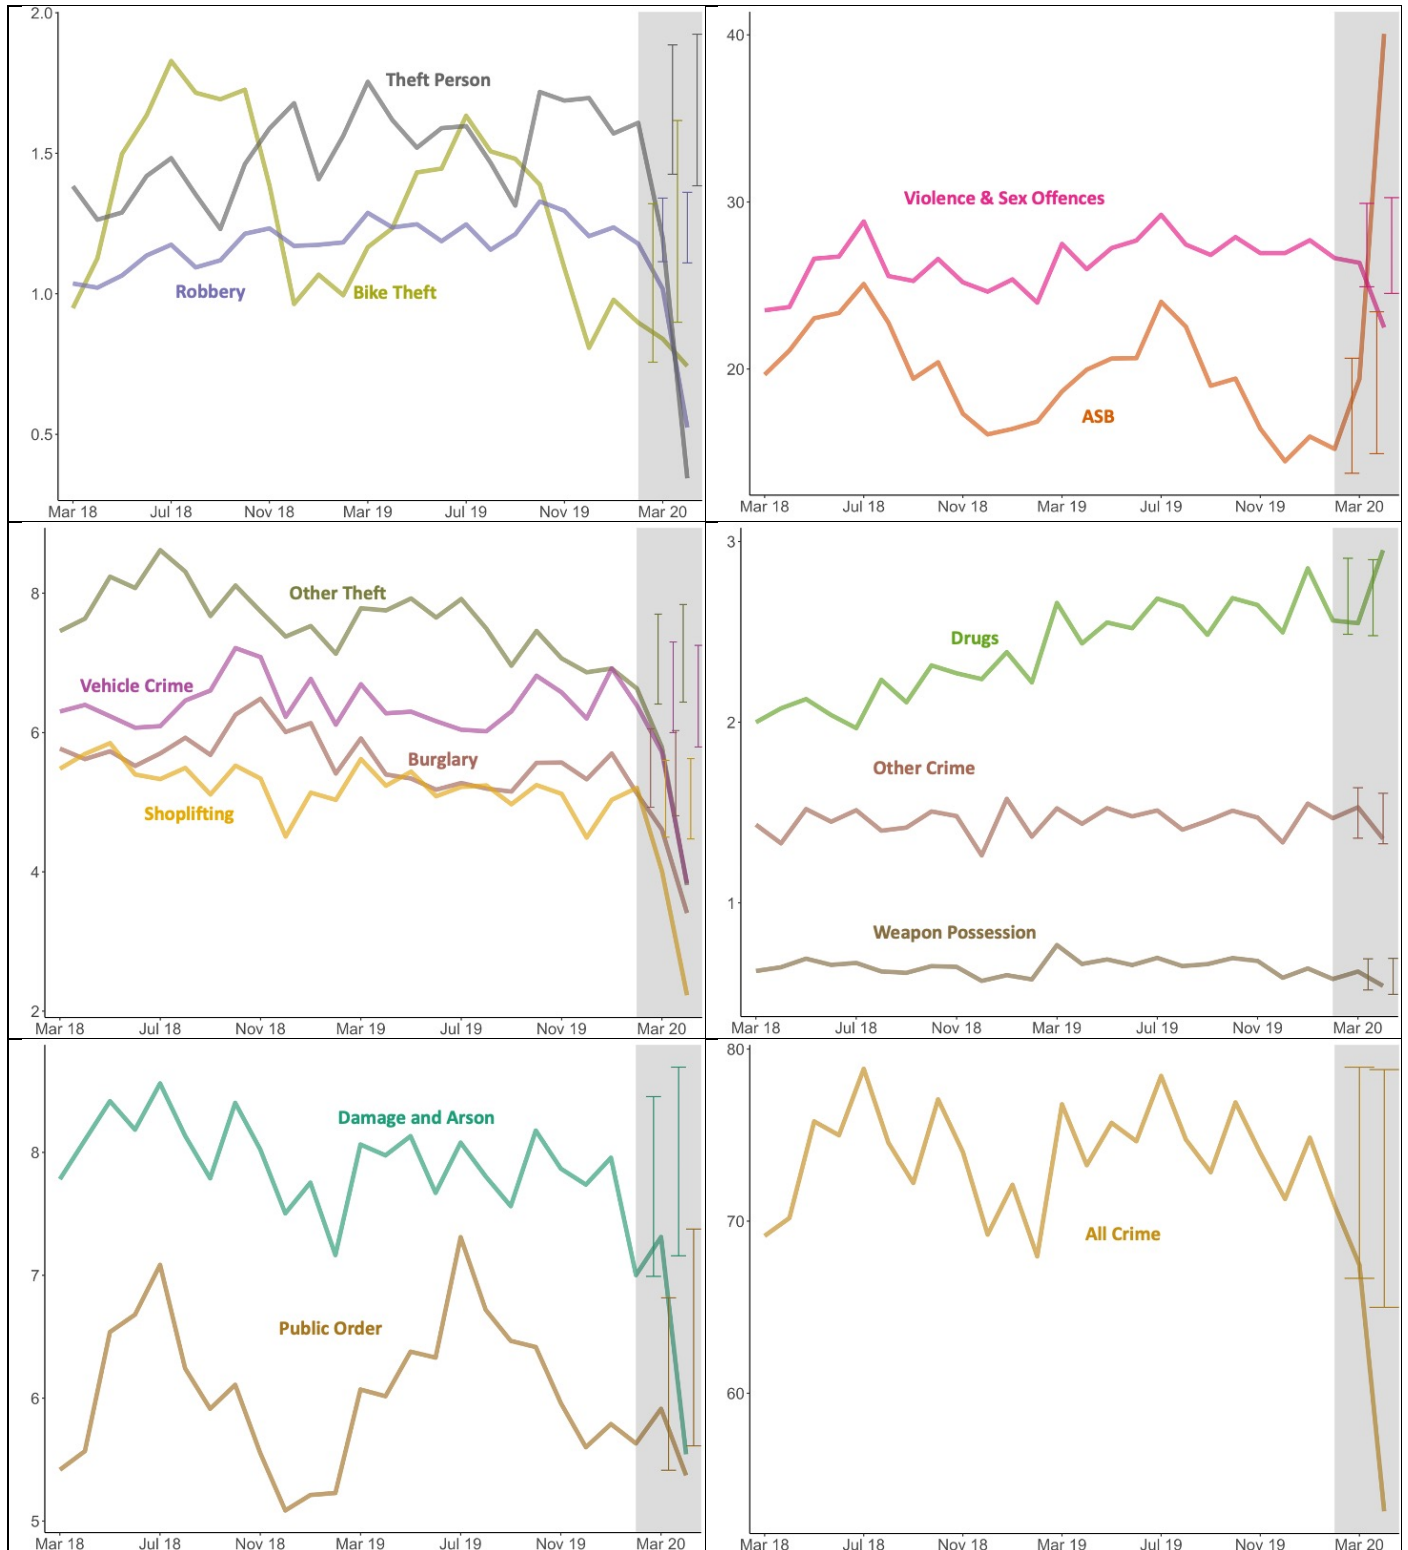 2.0
1.5
1.0
0.5
Theft Person
Robbery
Bike Theft
Mar 18 Jul 18 Nov 18 Mar 19 Jul 19 Nov 19 Mar 20
40
30
20
Violence & Sex Offences
ASB
Mar 18 Jul 18 Nov 18 Mar 19 Jul 19 Nov 19 Mar 20
8
6
4
2
Other Theft
Vehicle Crime
Burglary
Shoplifting
Mar 18 Jul 18 Nov 18 Mar 19 Jul 19 Nov 19 Mar 20
3
2
1
Drugs
Other Crime
Weapon Possession
Mar 18 Jul 18 Nov 18 Mar 19 Jul 19 Nov 19 Mar 20
8
7
6
5
Damage and Arson
Public Order
Mar 18 Jul 18 Nov 18 Mar 19 Jul 19 Nov 19 Mar 20
80
70
60
All Crime
Mar 18 Jul 18 Nov 18 Mar 19 Jul 19 Nov 19 Mar 20